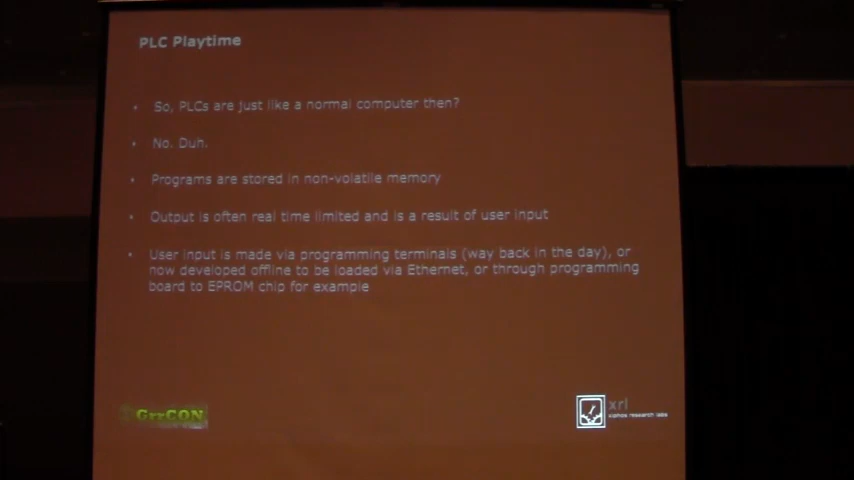 PLC Playtime
• So, PLCs are just like a normal computer then?
• No. Duh.
• Programs are stored in non-volatile memory
• Output is often real time limited and is a result of user input
• User input is made via programming terminals (way back in the day), or
now developed offline to be loaded via Ethernet, or through programming
board to EPROM chip for example
GrrCON
xrl
research labs